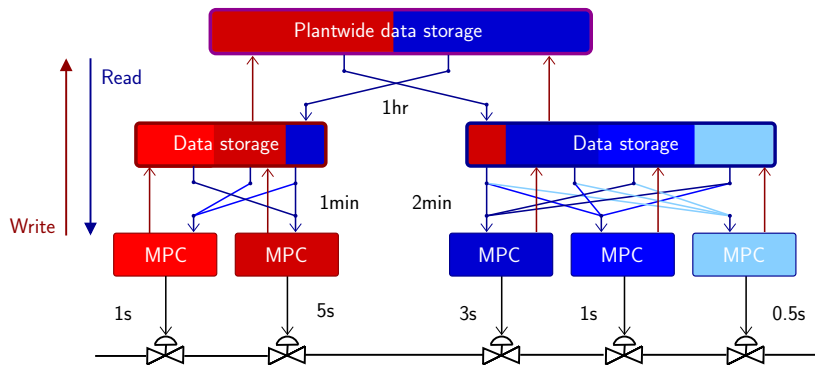 Plantwide data storage
Read
1hr
Data storage
Data storage
1min
2min
Write
MPC
MPC
MPC
MPC
MPC
1s
5s
3s
1s
0.5s